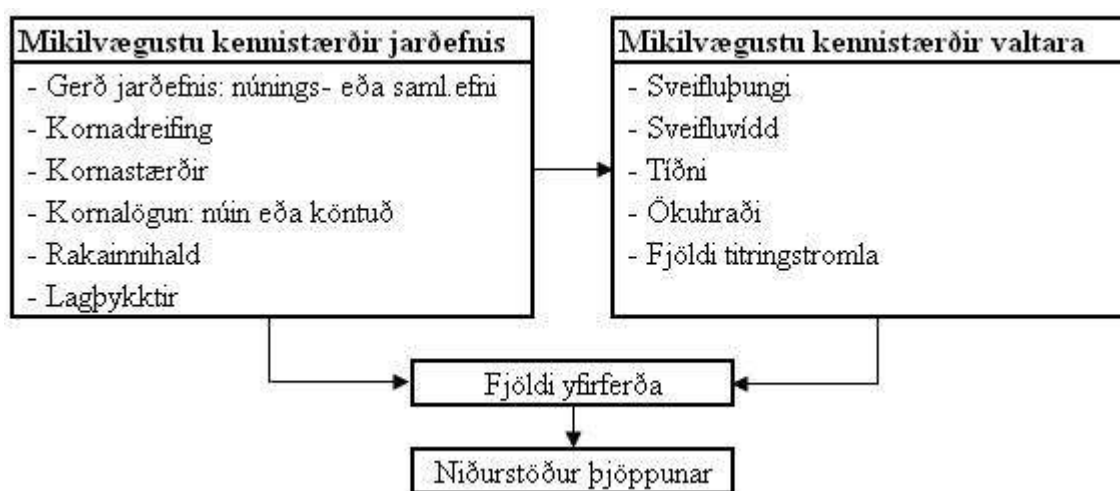 Mikilvægustu kennistærðir jarðefnis
- Gerð jarðefnis: núnings- eða saml.efni
- Kornadreifing
- Kornastærðir
- Kornalögun: núin eða köntuð
- Rakainnihald
- Lagþykktir
Mikilvægustu kennistærðir valtara
- Sveifluþungi
- Sveifluvídd
- Tíðni
- Ökuhraði
- Fjöldi titringstromla
Fjöldi yfirferða
Niðurstöður þjöppunar